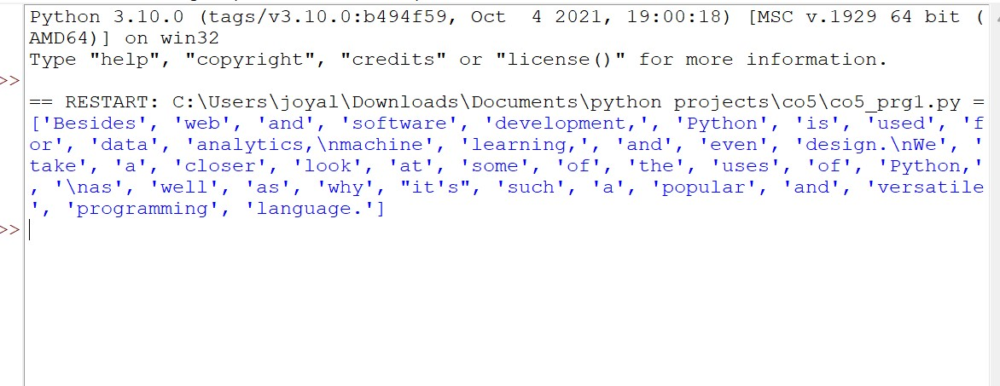 Python 3.10.0 (tags/v3.10.0:b494f59, Oct  4 2021, 19:00:18) [MSC v.1929 64 bit (
AMD64)] on win32
Type "help", "copyright", "credits" or "license()" for more information.
>>
== RESTART: C:\Users\joyal\Downloads\Documents\python projects\co5\co5_prg1.py =
['Besides', 'web', 'and', 'software', 'development,', 'Python', 'is', 'used', 'f
or', 'data', 'analytics,\nmachine', 'learning,', 'and', 'even', 'design.\nWe', '
take', 'a', 'closer', 'look', 'at', 'some', 'of', 'the', 'uses', 'of', 'Python,'
, '\nas', 'well', 'as', 'why', "it's", 'such', 'a', 'popular', 'and', 'versatile
', 'programming', 'language.']
>>